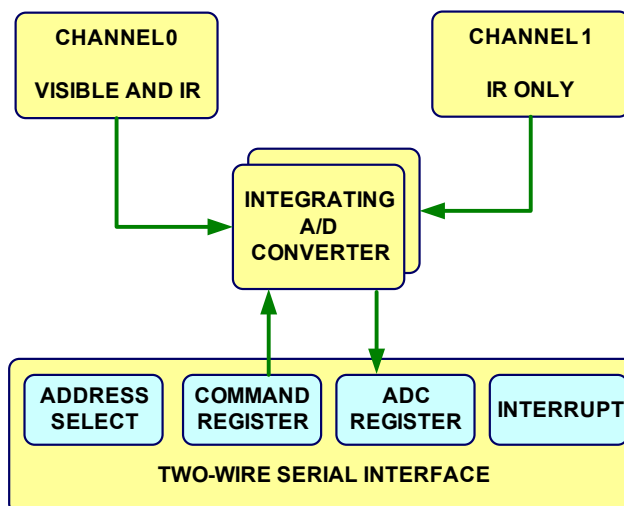 CHANNEL0
VISIBLE AND IR
CHANNEL1
IR ONLY
INTEGRATING
A/D
CONVERTER
ADDRESS
SELECT
COMMAND
REGISTER
ADC
REGISTER
INTERRUPT
TWO-WIRE SERIAL INTERFACE